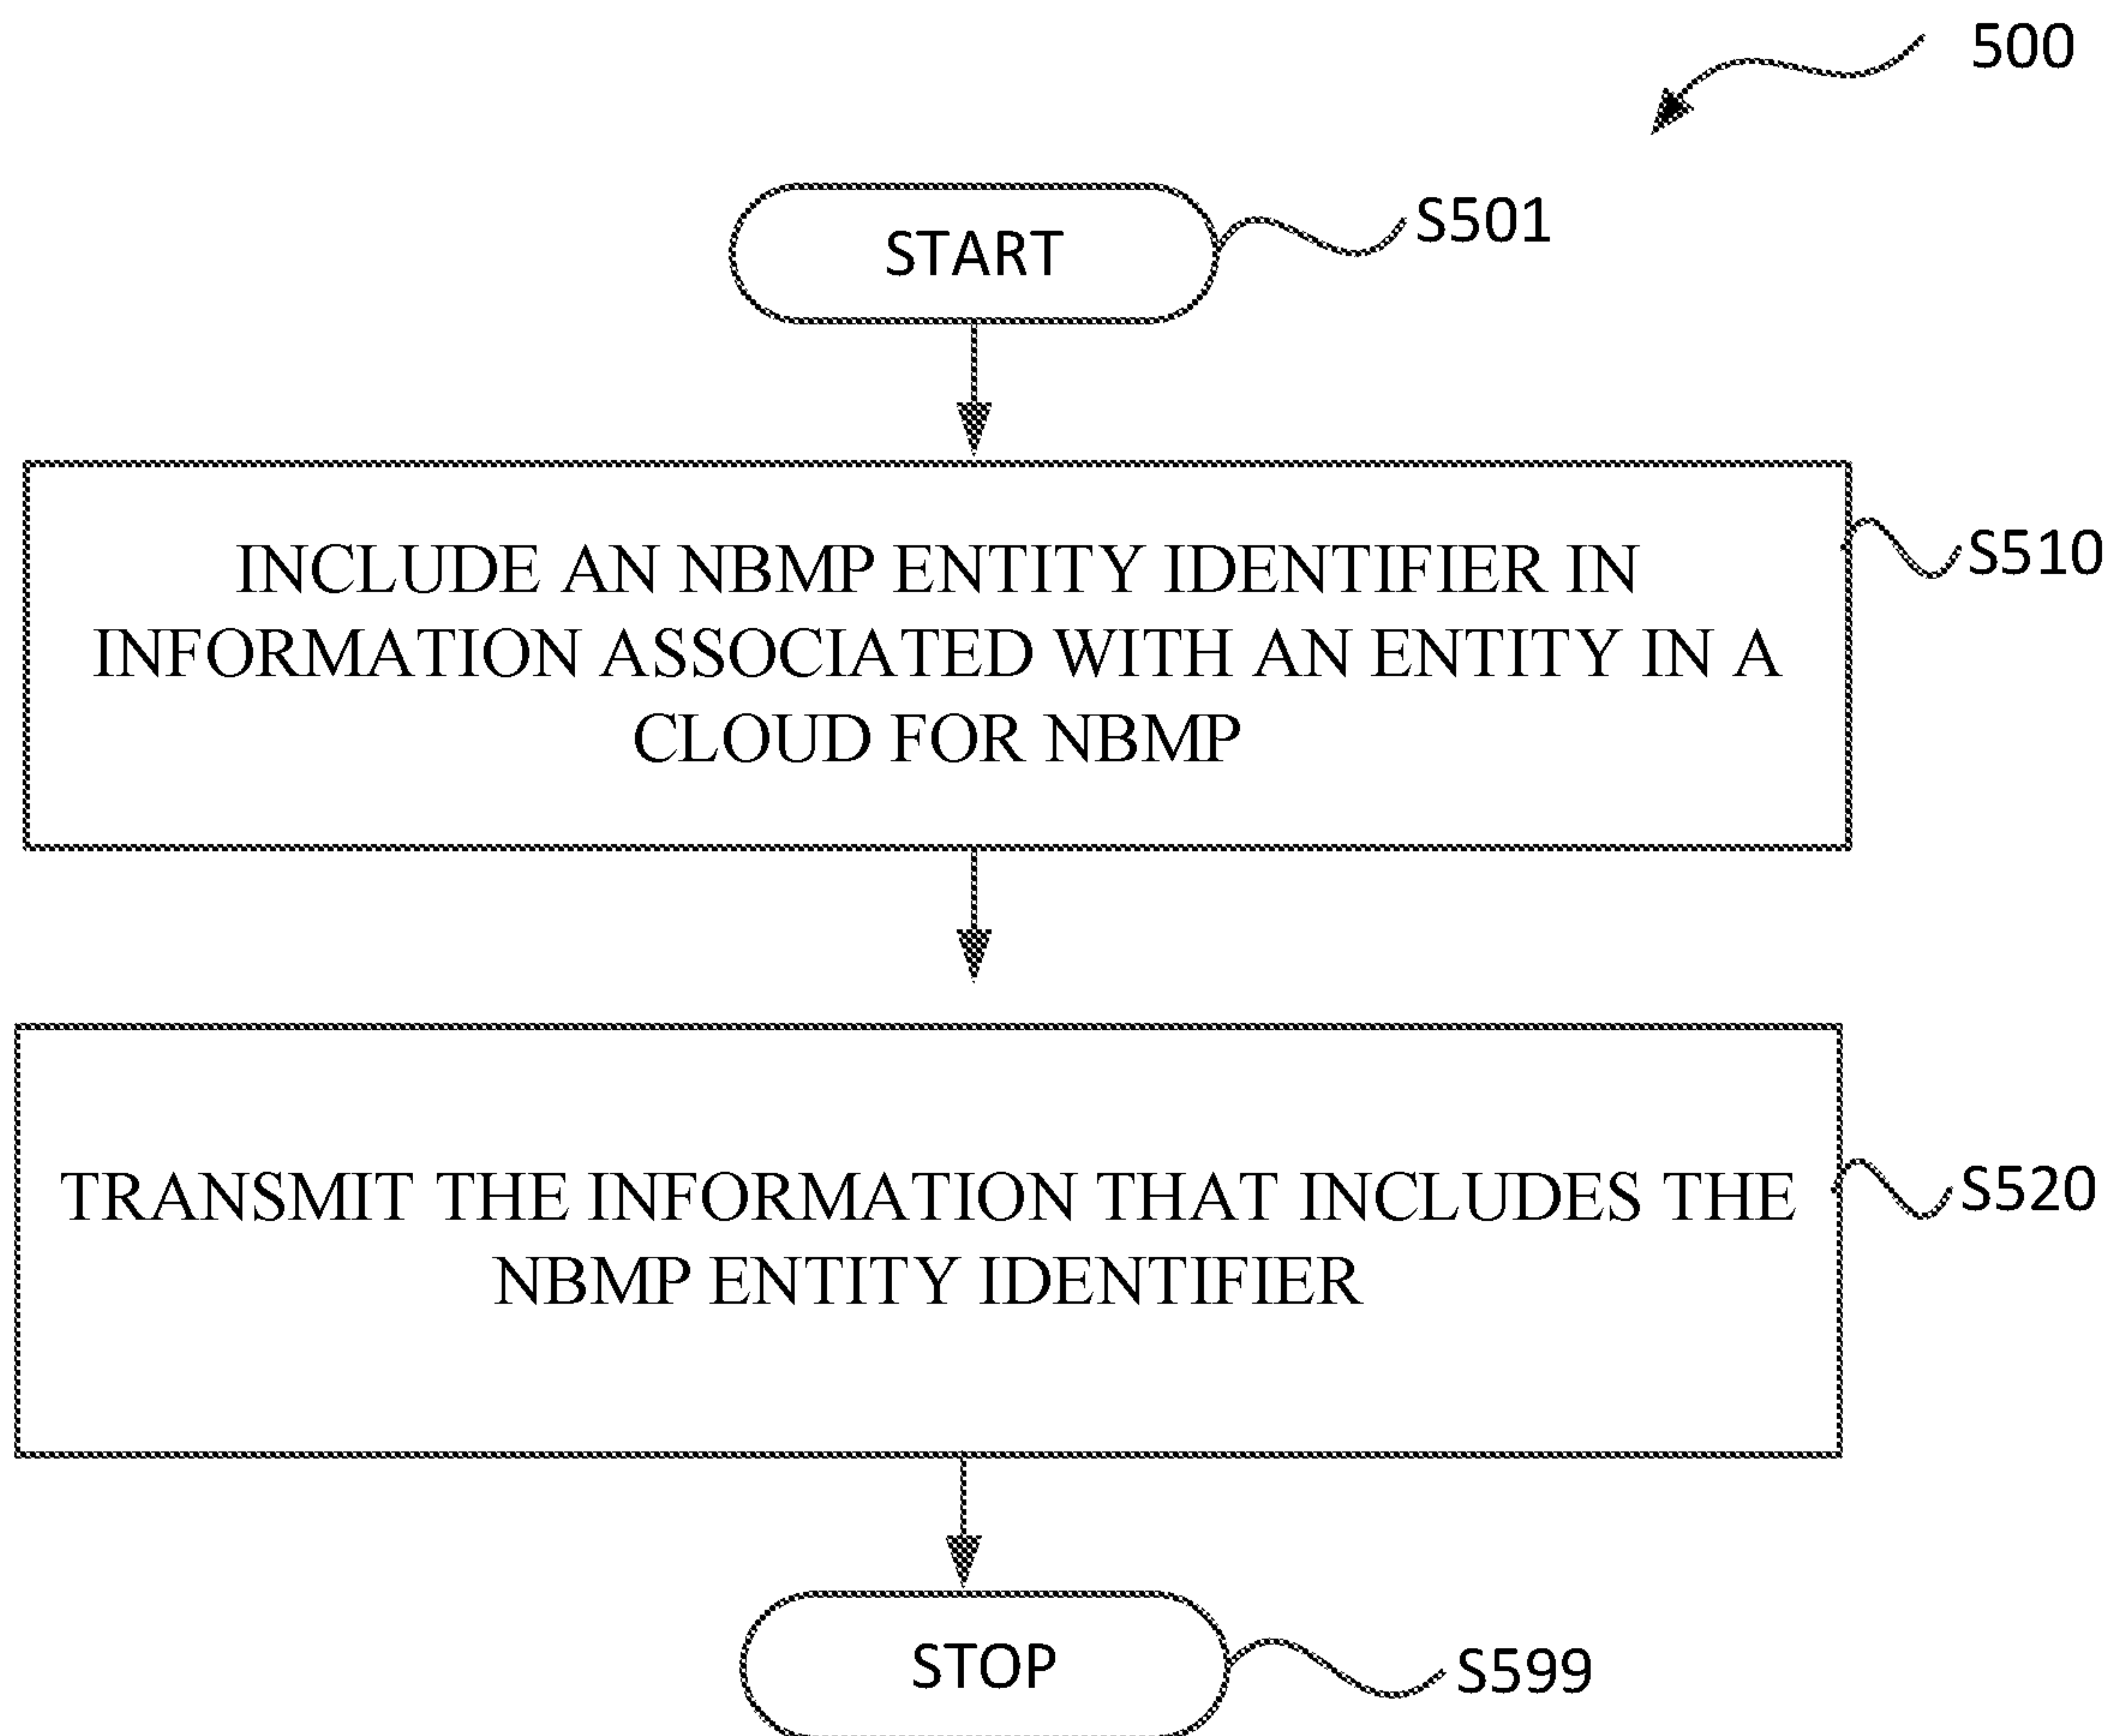 500
START
S501
INCLUDE AN NBMP ENTITY IDENTIFIER IN
INFORMATION ASSOCIATED WITH AN ENTITY IN A
CLOUD FOR NBMP
S510
TRANSMIT THE INFORMATION THAT INCLUDES THE
NBMP ENTITY IDENTIFIER
S520
STOP
S599